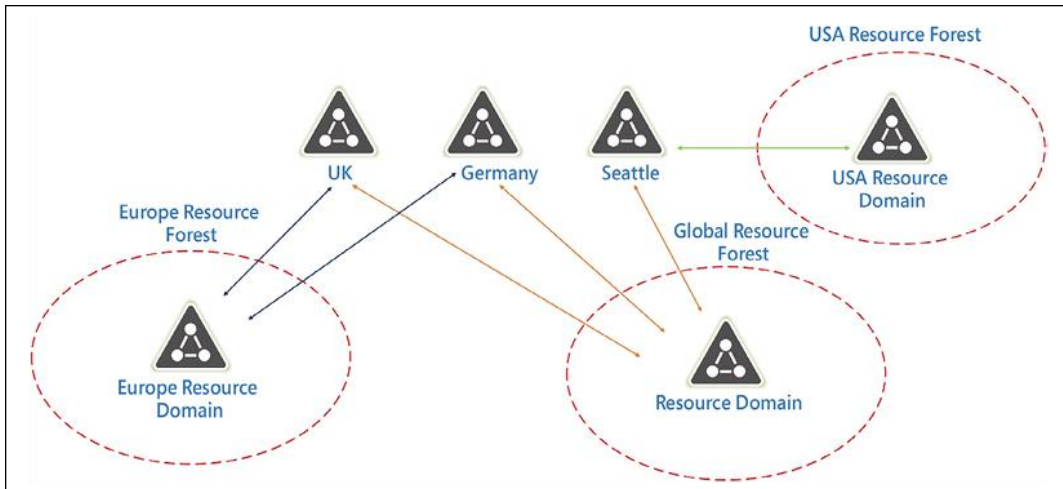 USA Resource Forest
UK
Germany
Seattle
USA Resource
Domain
Europe Resource
Forest
Global Resource
Forest
Europe Resource
Domain
Resource Domain